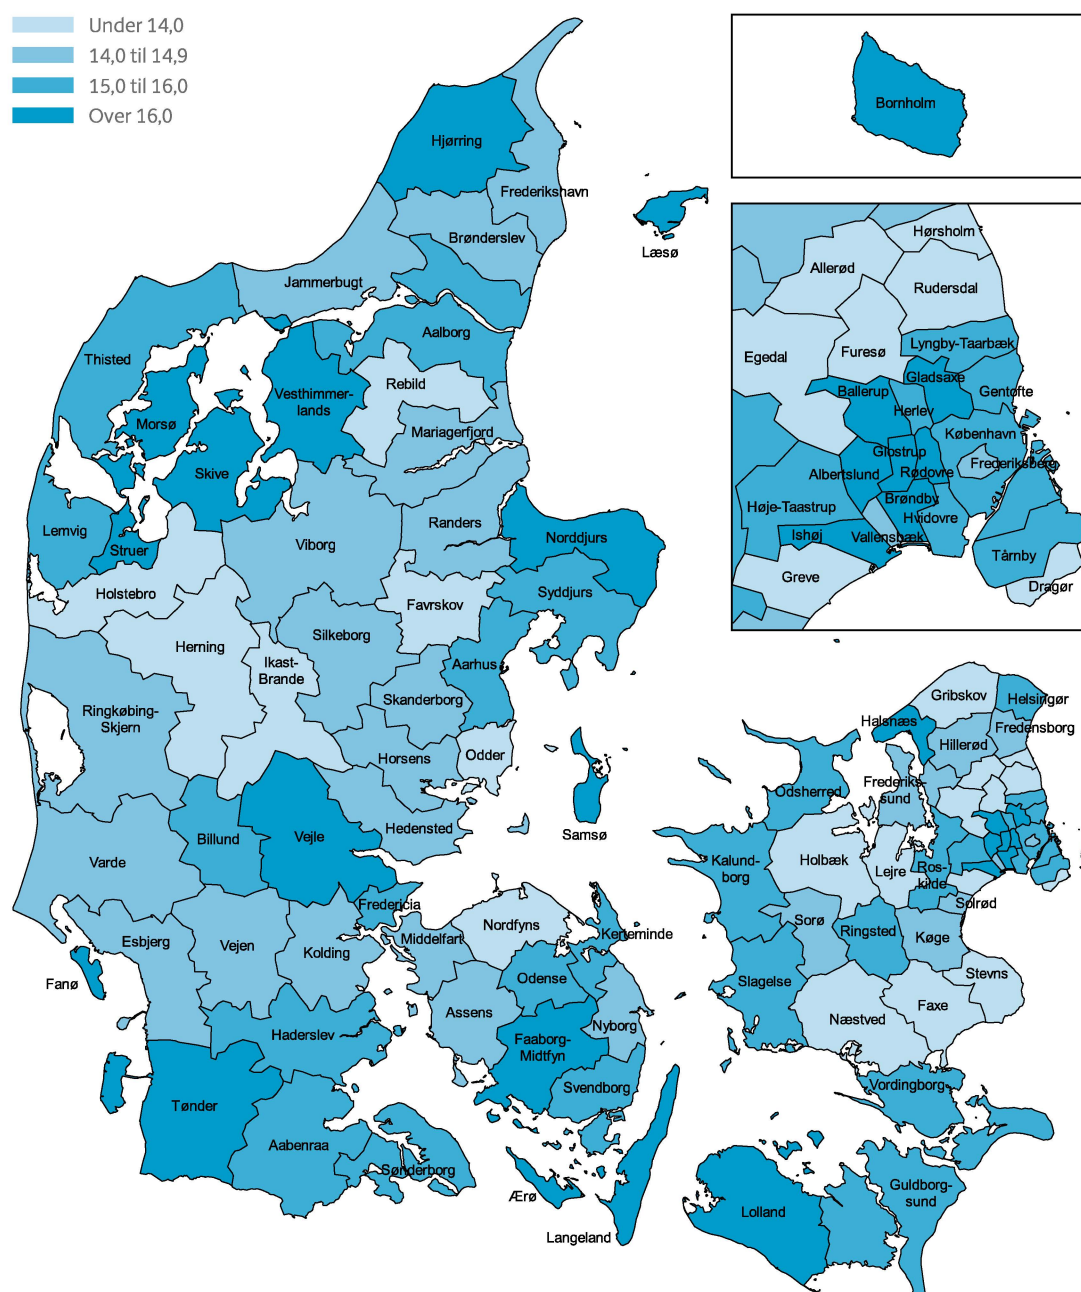 Under 14,0
14,0 til 14,9
15,0 til 16,0
Over 16,0
Bornholm
Hjørring
Frederikshavn
Brønderslev
Læsø
Jammerbugt
Aalborg
Thisted
Rebild
Vesthimmer-
lands
Morsø
Mariagerfjord
Skive
Lemvig
Struer
Viborg
Randers
Norddjurs
Holstebro
Favrskov
Syddjurs
Herning
Silkeborg
Ikast-
Brande
Aarhus
Skanderborg
Ringkøbing-
Skjern
Horsens
Odder
Samsø
Hedensted
Billund
Vejle
Varde
Fredericia
Esbjerg
Vejen
Kolding
Fanø
Middelfart
Nordfyns
Kerteminde
Odense
Assens
Nyborg
Faaborg-
Midtfyn
Haderslev
Svendborg
Tønder
Aabenraa
Sønderborg
Ærø
Langeland
Hørsholm
Allerød
Rudersdal
Egedal
Furesø
Lyngby-Taarbæk
Gladsaxe
Ballerup
Gentofte
Herlev
København
Glostrup
Frederiksberg
Albertslund
Rødovre
Brøndby
Høje-Taastrup
Hvidovre
Ishøj
Vallensbæk
Tårnby
Greve
Dragør
Gribskov
Helsingør
Halsnæs
Fredensborg
Hillerød
Frederiks-
sund
Odsherred
Holbæk
Kalund-
borg
Lejre
Ros-
kilde
Solrød
Sorø
Ringsted
Køge
Stevns
Slagelse
Næstved
Faxe
Vordingborg
Guldborg-
sund
Lolland